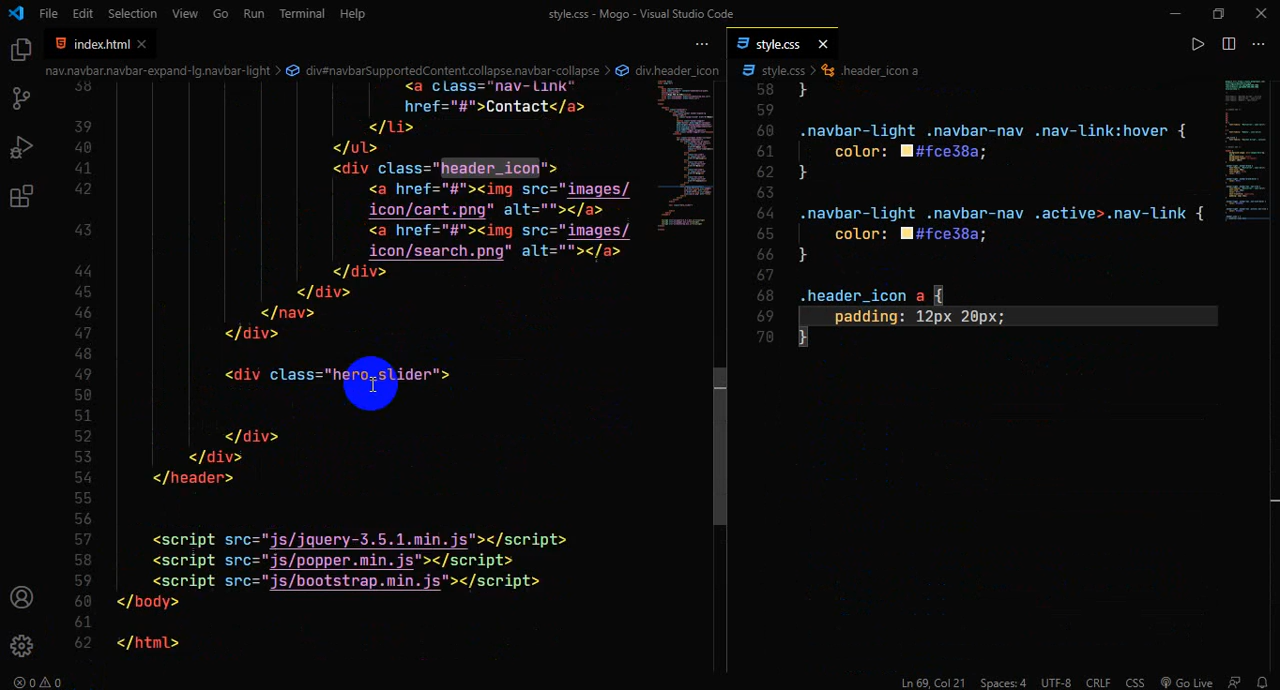 File Edit Selection View Go Run Terminal Help
style.css - Mogo - Visual Studio Code
index.html
style.css
nav.navbar.navbar-expand-lg.navbar-light > div#navbarSupportedContent.collapse.navbar-collapse > div.header_icon
style.css > .header_icon a
38 <a class="nav-link"
href="#">Contact</a>
39 </li>
40 </ul>
41 <div class="header_icon">
42 <a href="#"><img src="images/
icon/cart.png" alt=""></a>
43 <a href="#"><img src="images/
icon/search.png" alt=""></a>
44 </div>
45 </div>
46 </nav>
47 </div>
48
49 <div class="hero_slider">
50
51
52 </div>
53 </div>
54 </header>
55
56
57 <script src="js/jquery-3.5.1.min.js"></script>
58 <script src="js/popper.min.js"></script>
59 <script src="js/bootstrap.min.js"></script>
60 </body>
61
62 </html>
58 }
59
60 .navbar-light .navbar-nav .nav-link:hover {
61 color: #fce38a;
62 }
63
64 .navbar-light .navbar-nav .active>.nav-link {
65 color: #fce38a;
66 }
67
68 .header_icon a {
69 padding: 12px 20px;
70 }
0 0
Ln 69, Col 21 Spaces: 4 UTF-8 CRLF CSS Go Live